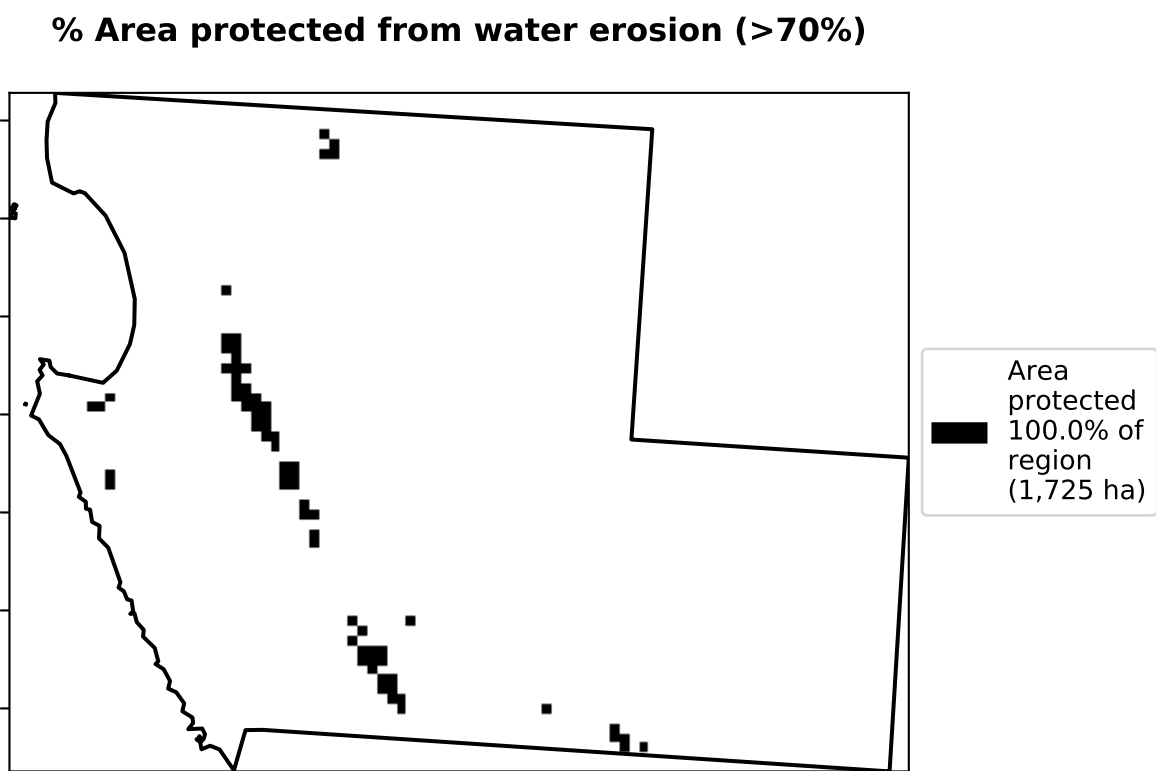 % Area protected from water erosion (>70%)
Area
protected
100.0% of
region
(1,725 ha)